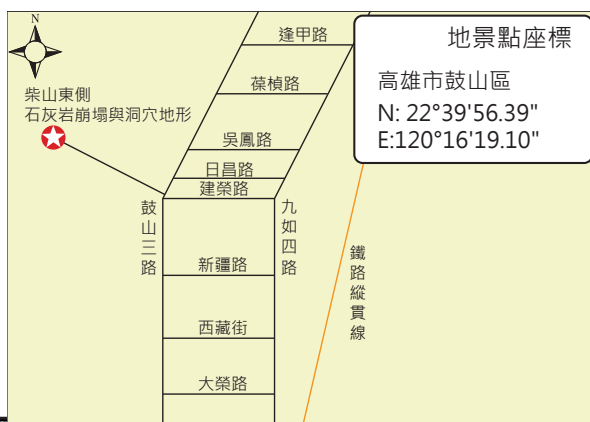 N
逢甲路
地景點座標
葆楨路
高雄市鼓山區
N: 22°39'56.39"
E:120°16'19.10"
柴山東側
石灰岩崩塌與洞穴地形
吳鳳路
日昌路
建榮路
鼓山三路
九如四路
鐵路縱貫線
新疆路
西藏街
大榮路